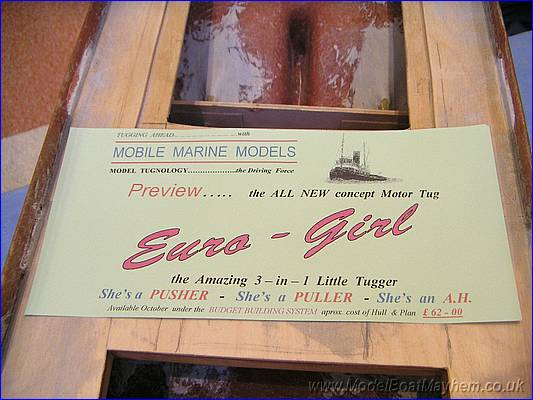 TUGGING AHEAD..............................with
MOBILE MARINE MODELS
MODEL TUGNOLOGY....................the Driving Force
Preview..... the ALL NEW concept Motor Tug
Euro - Girl
the Amazing 3 – in – 1 Little Tugger
She's a PUSHER - She's a PULLER - She's an A.H.
Available October under the BUDGET BUILDING SYSTEM aprox. cost of Hull & Plan £ 62 - 00
www.ModelBoatMayhem.co.uk